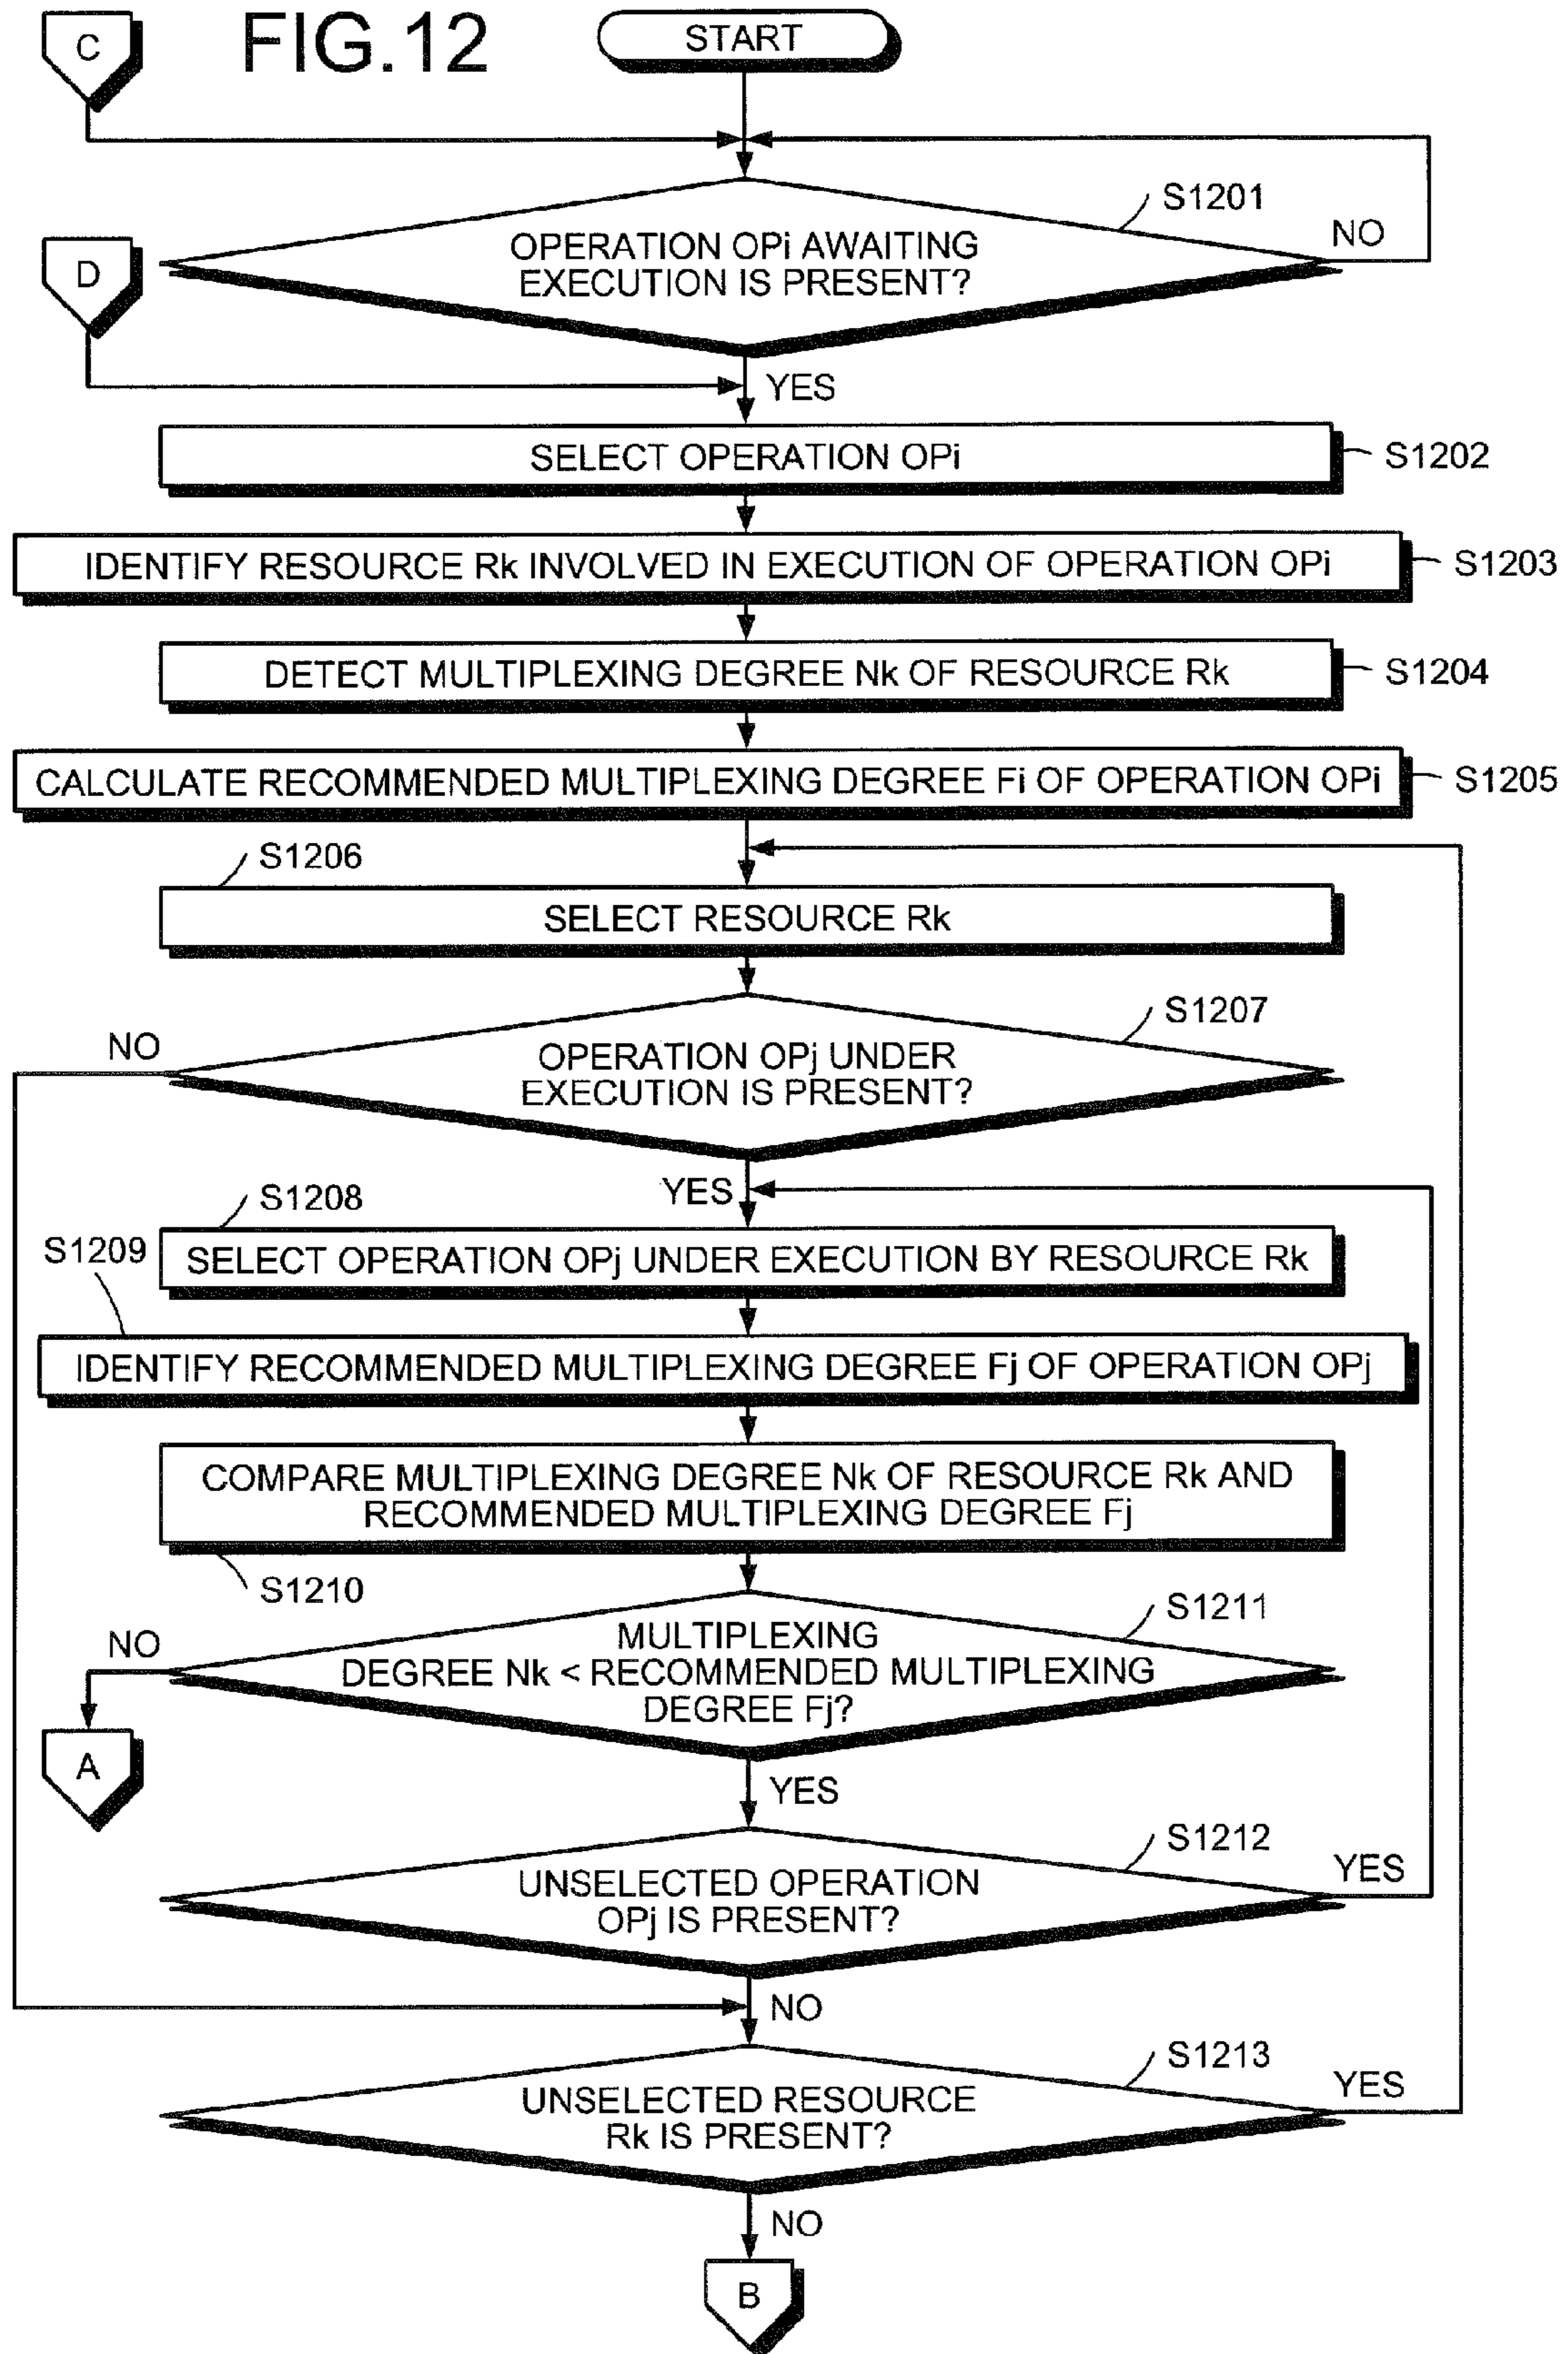 C
FIG.12
START
S1201
NO
OPERATION OPi AWAITING
EXECUTION IS PRESENT?
D
YES
SELECT OPERATION OPi
S1202
IDENTIFY RESOURCE Rk INVOLVED IN EXECUTION OF OPERATION OPi
S1203
DETECT MULTIPLEXING DEGREE Nk OF RESOURCE Rk
S1204
CALCULATE RECOMMENDED MULTIPLEXING DEGREE Fi OF OPERATION OPi
S1205
S1206
SELECT RESOURCE Rk
S1207
NO
OPERATION OPj UNDER
EXECUTION IS PRESENT?
YES
S1208
SELECT OPERATION OPj UNDER EXECUTION BY RESOURCE Rk
S1209
IDENTIFY RECOMMENDED MULTIPLEXING DEGREE Fj OF OPERATION OPj
COMPARE MULTIPLEXING DEGREE Nk OF RESOURCE Rk AND
RECOMMENDED MULTIPLEXING DEGREE Fj
S1210
S1211
NO
MULTIPLEXING
DEGREE Nk < RECOMMENDED MULTIPLEXING
DEGREE Fj?
A
YES
S1212
YES
UNSELECTED OPERATION
OPj IS PRESENT?
NO
S1213
YES
UNSELECTED RESOURCE
Rk IS PRESENT?
NO
B